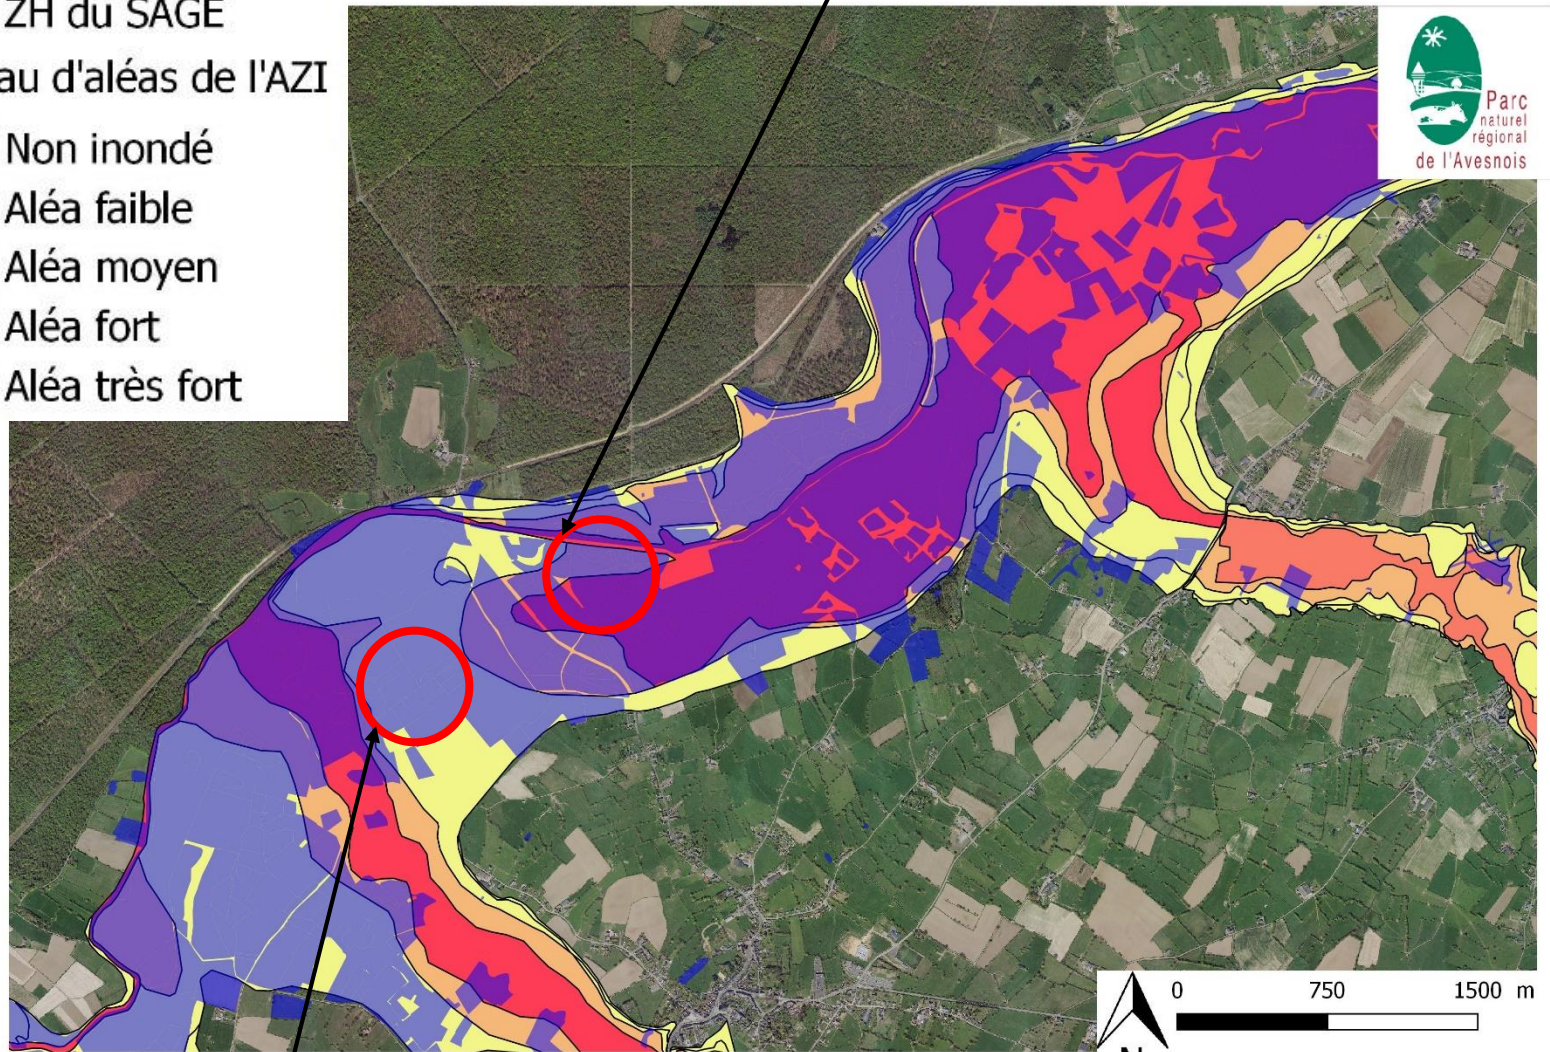 ZH du SAGE
au d'aléas de l'AZI
Non inondé
Aléa faible
Aléa moyen
Aléa fort
Aléa très fort
Parc
naturel
régional
de l'Avesnois
0 750 1500 m
N